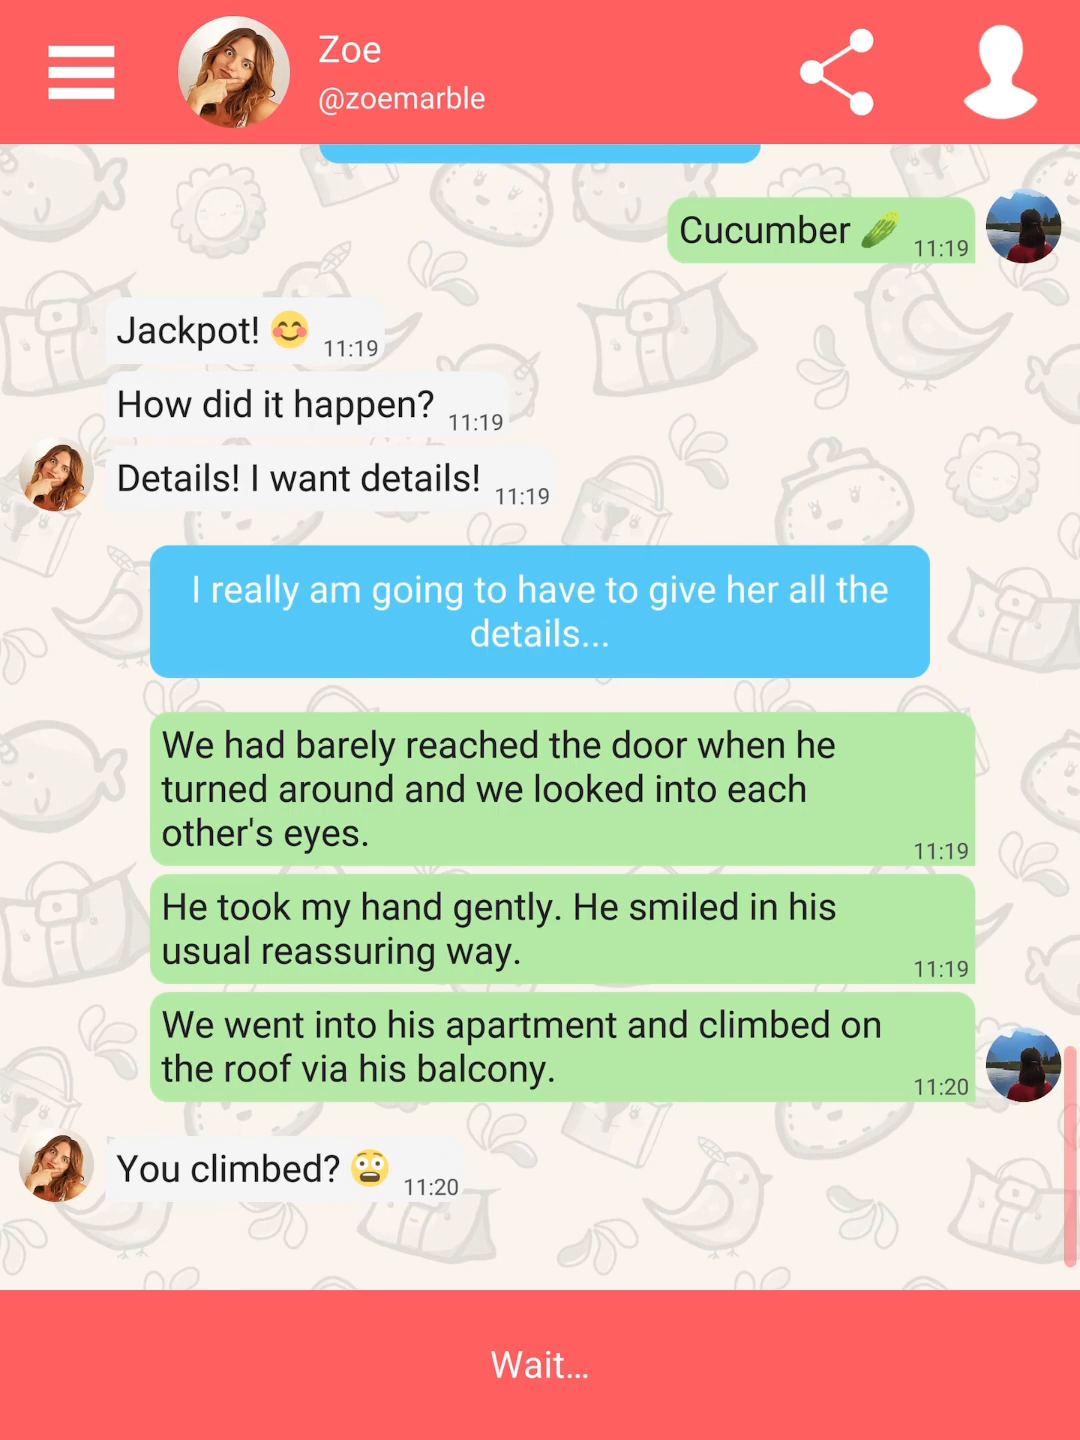 Zoe
@zoemarble
Cucumber 🥒 11:19
Jackpot! 😊 11:19
How did it happen? 11:19
Details! I want details! 11:19
I really am going to have to give her all the
details...
We had barely reached the door when he
turned around and we looked into each
other's eyes.
11:19
He took my hand gently. He smiled in his
usual reassuring way.
11:19
We went into his apartment and climbed on
the roof via his balcony.
11:20
You climbed? 😨 11:20
Wait...